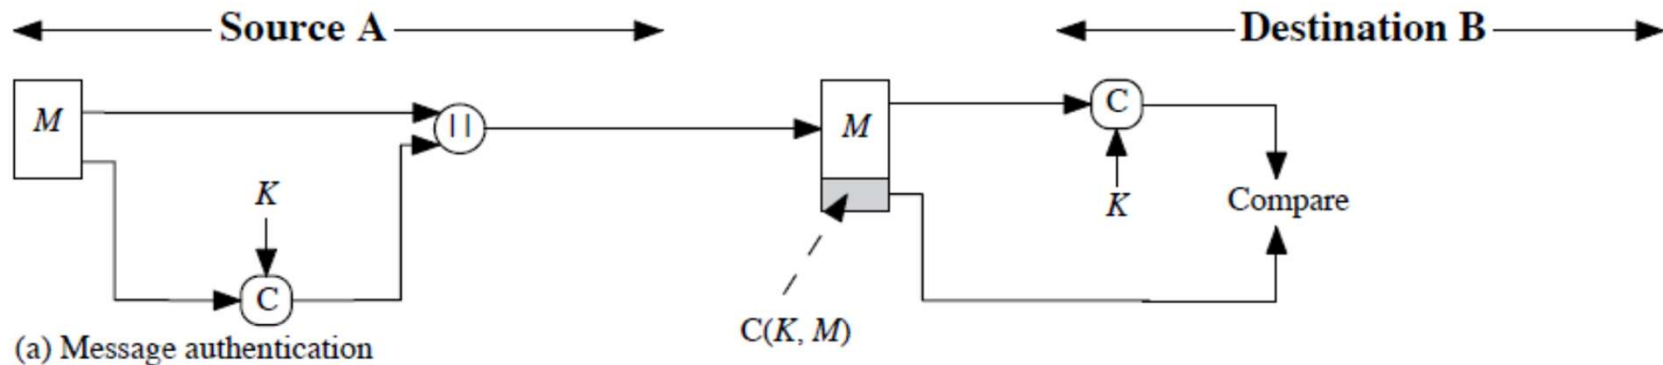 Source A
Destination B
M
||
M
C
K
K
Compare
C
C(K, M)
(a) Message authentication